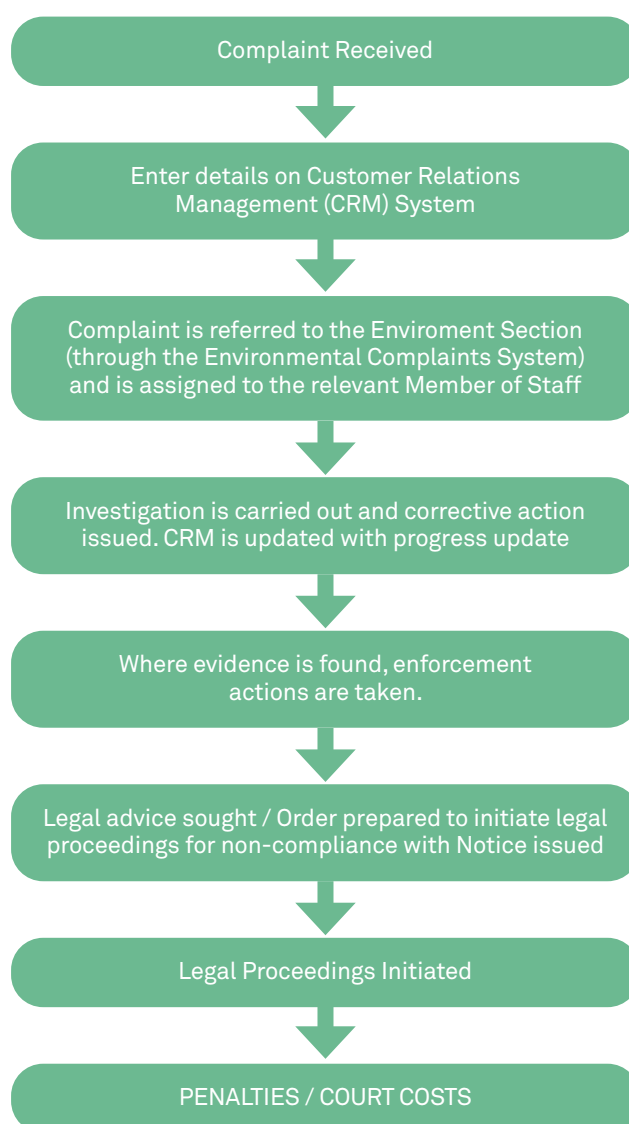 Complaint Received
Enter details on Customer Relations
Management (CRM) System
Complaint is referred to the Enviroment Section
(through the Environmental Complaints System)
and is assigned to the relevant Member of Staff
Investigation is carried out and corrective action
issued. CRM is updated with progress update
Where evidence is found, enforcement
actions are taken.
Legal advice sought / Order prepared to initiate legal
proceedings for non-compliance with Notice issued
Legal Proceedings Initiated
PENALTIES / COURT COSTS